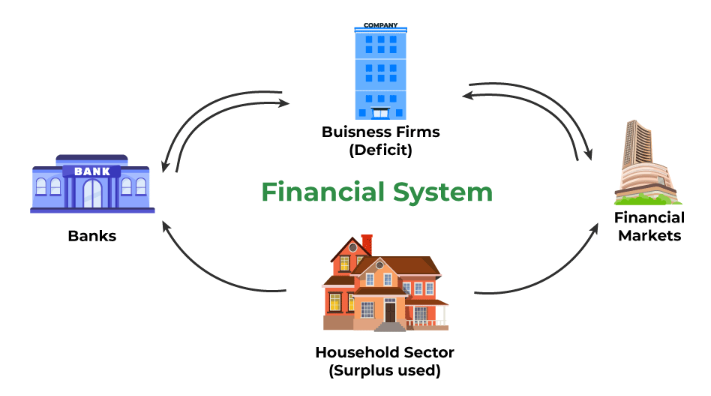 COMPANY
Buisness Firms
(Deficit)
BANK
Financial System
Banks
Financial
Markets
Household Sector
(Surplus used)